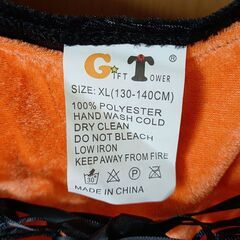 GIFT TOWER ®
SIZE: XL(130-140CM)
100% POLYESTER
HAND WASH COLD
DRY CLEAN
DO NOT BLEACH
LOW IRON
KEEP AWAY FROM FIRE
30
MADE IN CHINA